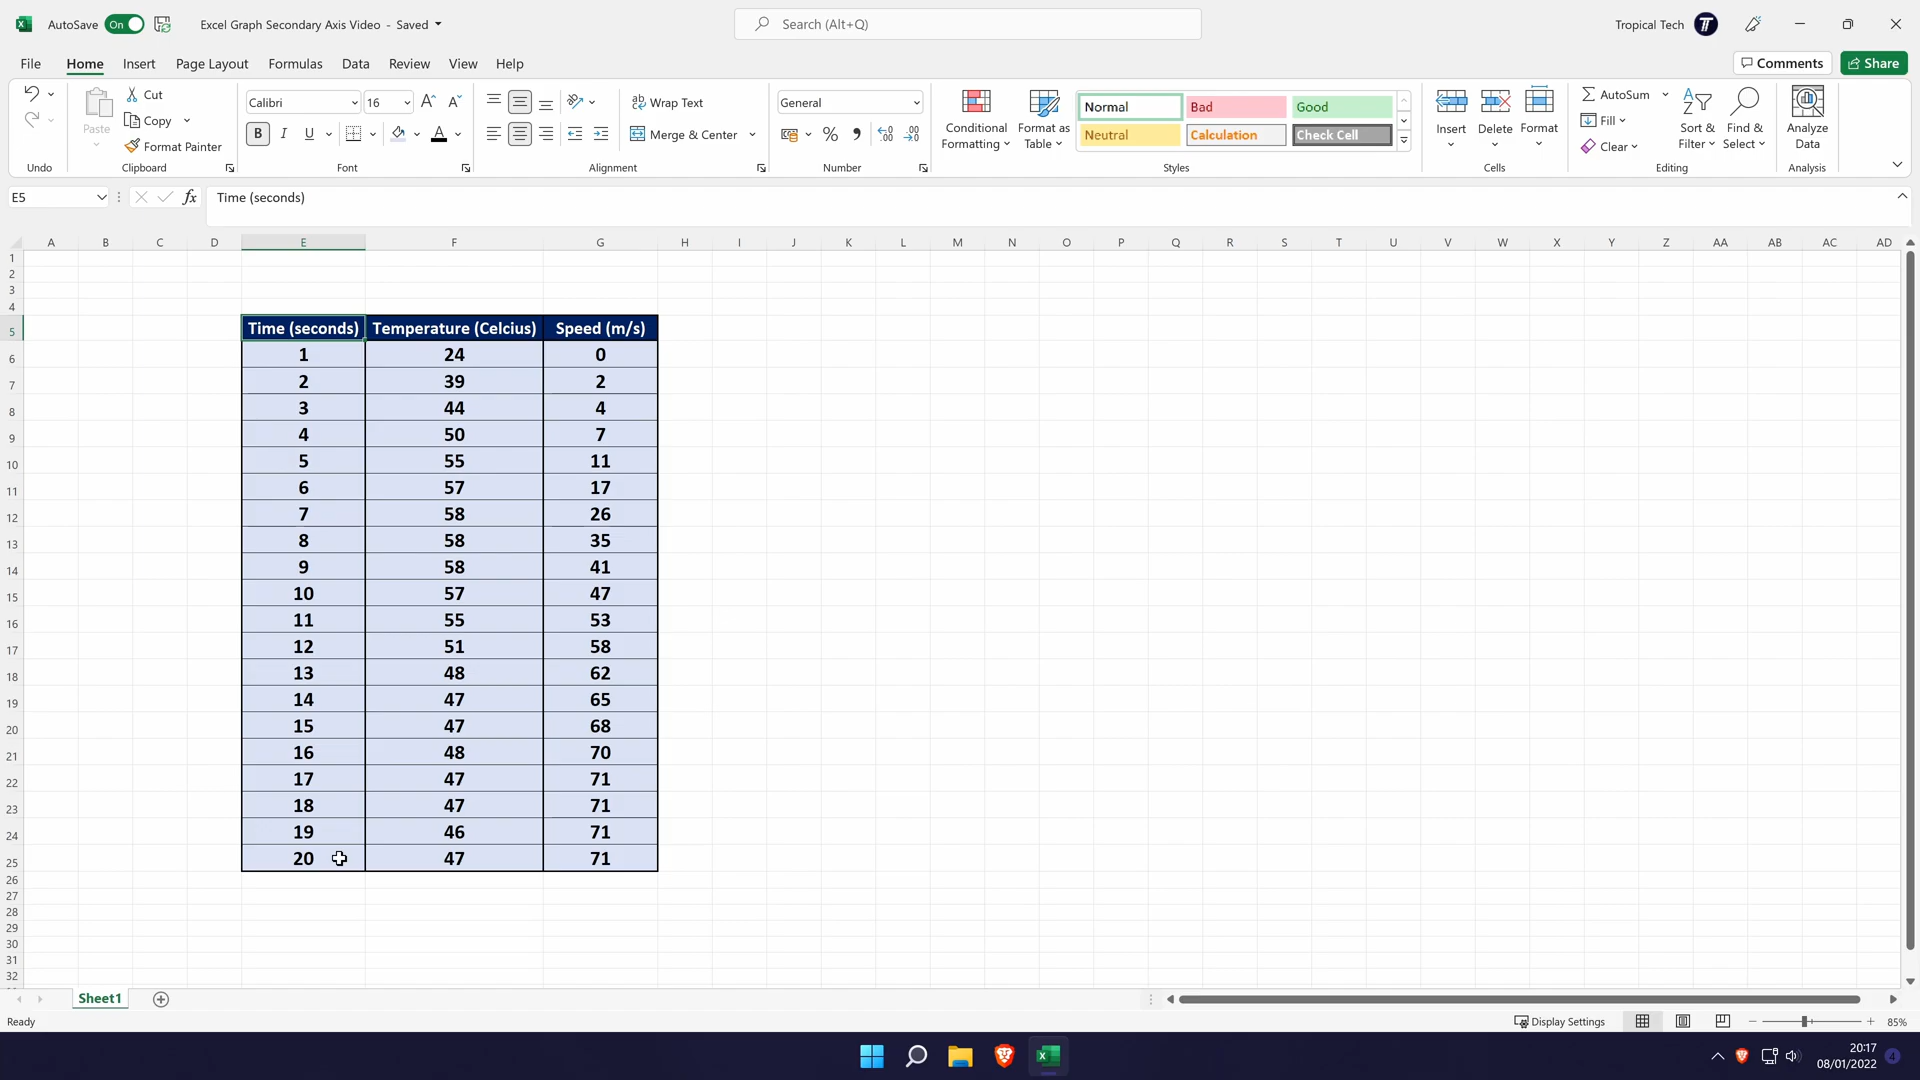 AutoSave On Excel Graph Secondary Axis Video - Saved Search (Alt+Q) Tropical Tech
File Home Insert Page Layout Formulas Data Review View Help Comments Share
Paste Cut Copy Format Painter
Calibri 16 B I U
ab Wrap Text Merge & Center
General %
Conditional Formatting Format as Table
Normal Bad Good
Neutral Calculation Check Cell
Insert Delete Format
AutoSum Fill Clear
Sort & Filter Find & Select
Analyze Data
Undo Clipboard Font Alignment Number Styles Cells Editing Analysis
E5 fx Time (seconds)
A B C D E F G H I J K L M N O P Q R S T U V W X Y Z AA AB AC AD
1
2
3
4
5 Time (seconds) Temperature (Celcius) Speed (m/s)
6 1 24 0
7 2 39 2
8 3 44 4
9 4 50 7
10 5 55 11
11 6 57 17
12 7 58 26
13 8 58 35
14 9 58 41
15 10 57 47
16 11 55 53
17 12 51 58
18 13 48 62
19 14 47 65
20 15 47 68
21 16 48 70
22 17 47 71
23 18 47 71
24 19 46 71
25 20 47 71
26
27
28
29
30
31
32
Sheet1
Ready Display Settings 85%
20:17
08/01/2022 4